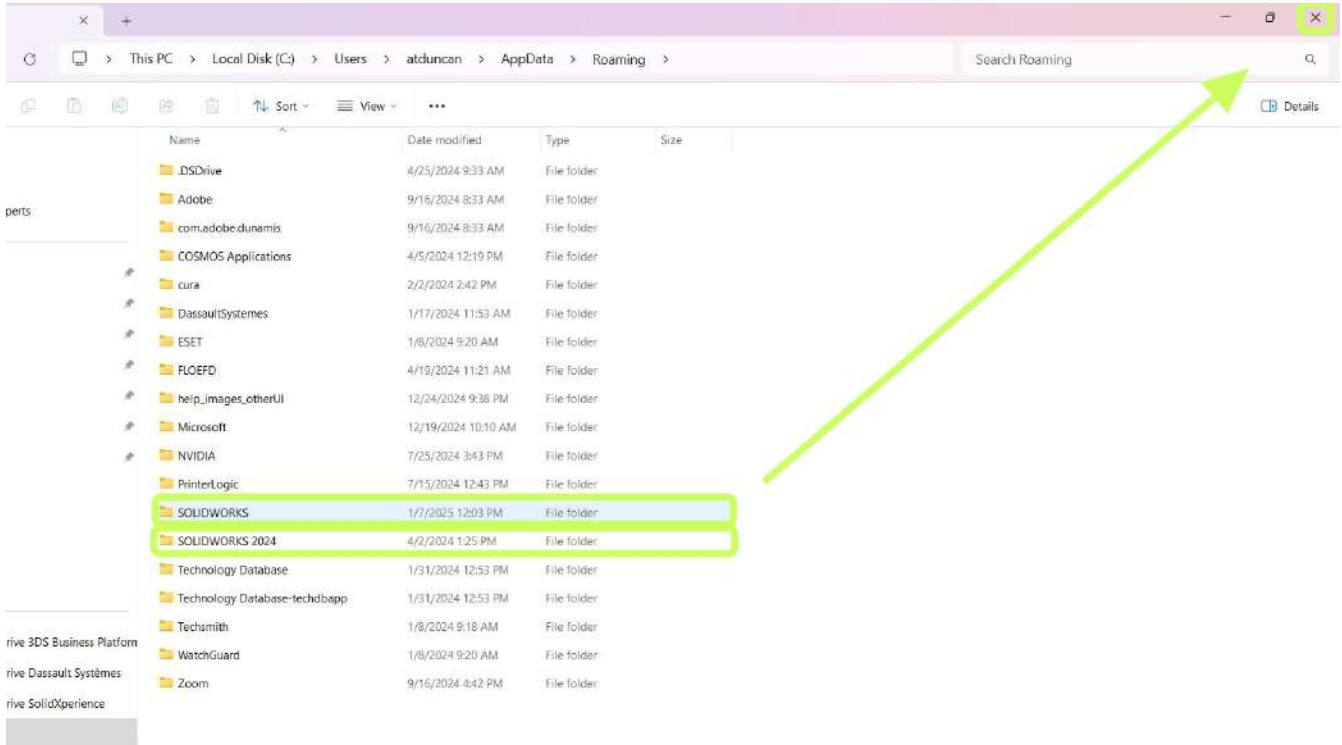 This PC > Local Disk (C:) > Users > atduncan > AppData > Roaming >
Search Roaming
Sort
View
Details
Name Date modified Type Size
.DSDrive 4/25/2024 9:33 AM File folder
Adobe 9/16/2024 8:33 AM File folder
perts
com.adobe.dunamis 9/16/2024 8:33 AM File folder
COSMOS Applications 4/5/2024 12:19 PM File folder
cura 2/2/2024 2:42 PM File folder
DassaultSystemes 1/17/2024 11:53 AM File folder
ESET 1/8/2024 9:20 AM File folder
FLOEFD 4/19/2024 11:21 AM File folder
help_images_otherUI 12/24/2024 9:38 PM File folder
Microsoft 12/19/2024 10:10 AM File folder
NVIDIA 7/25/2024 3:43 PM File folder
PrinterLogic 7/15/2024 12:43 PM File folder
SOLIDWORKS 1/7/2025 12:03 PM File folder
SOLIDWORKS 2024 4/2/2024 1:25 PM File folder
Technology Database 1/31/2024 12:53 PM File folder
Technology Database-techdbapp 1/31/2024 12:53 PM File folder
Techsmith 1/8/2024 9:18 AM File folder
rive 3DS Business Platform
WatchGuard 1/8/2024 9:20 AM File folder
rive Dassault Systèmes
Zoom 9/16/2024 4:42 PM File folder
rive SolidXperience